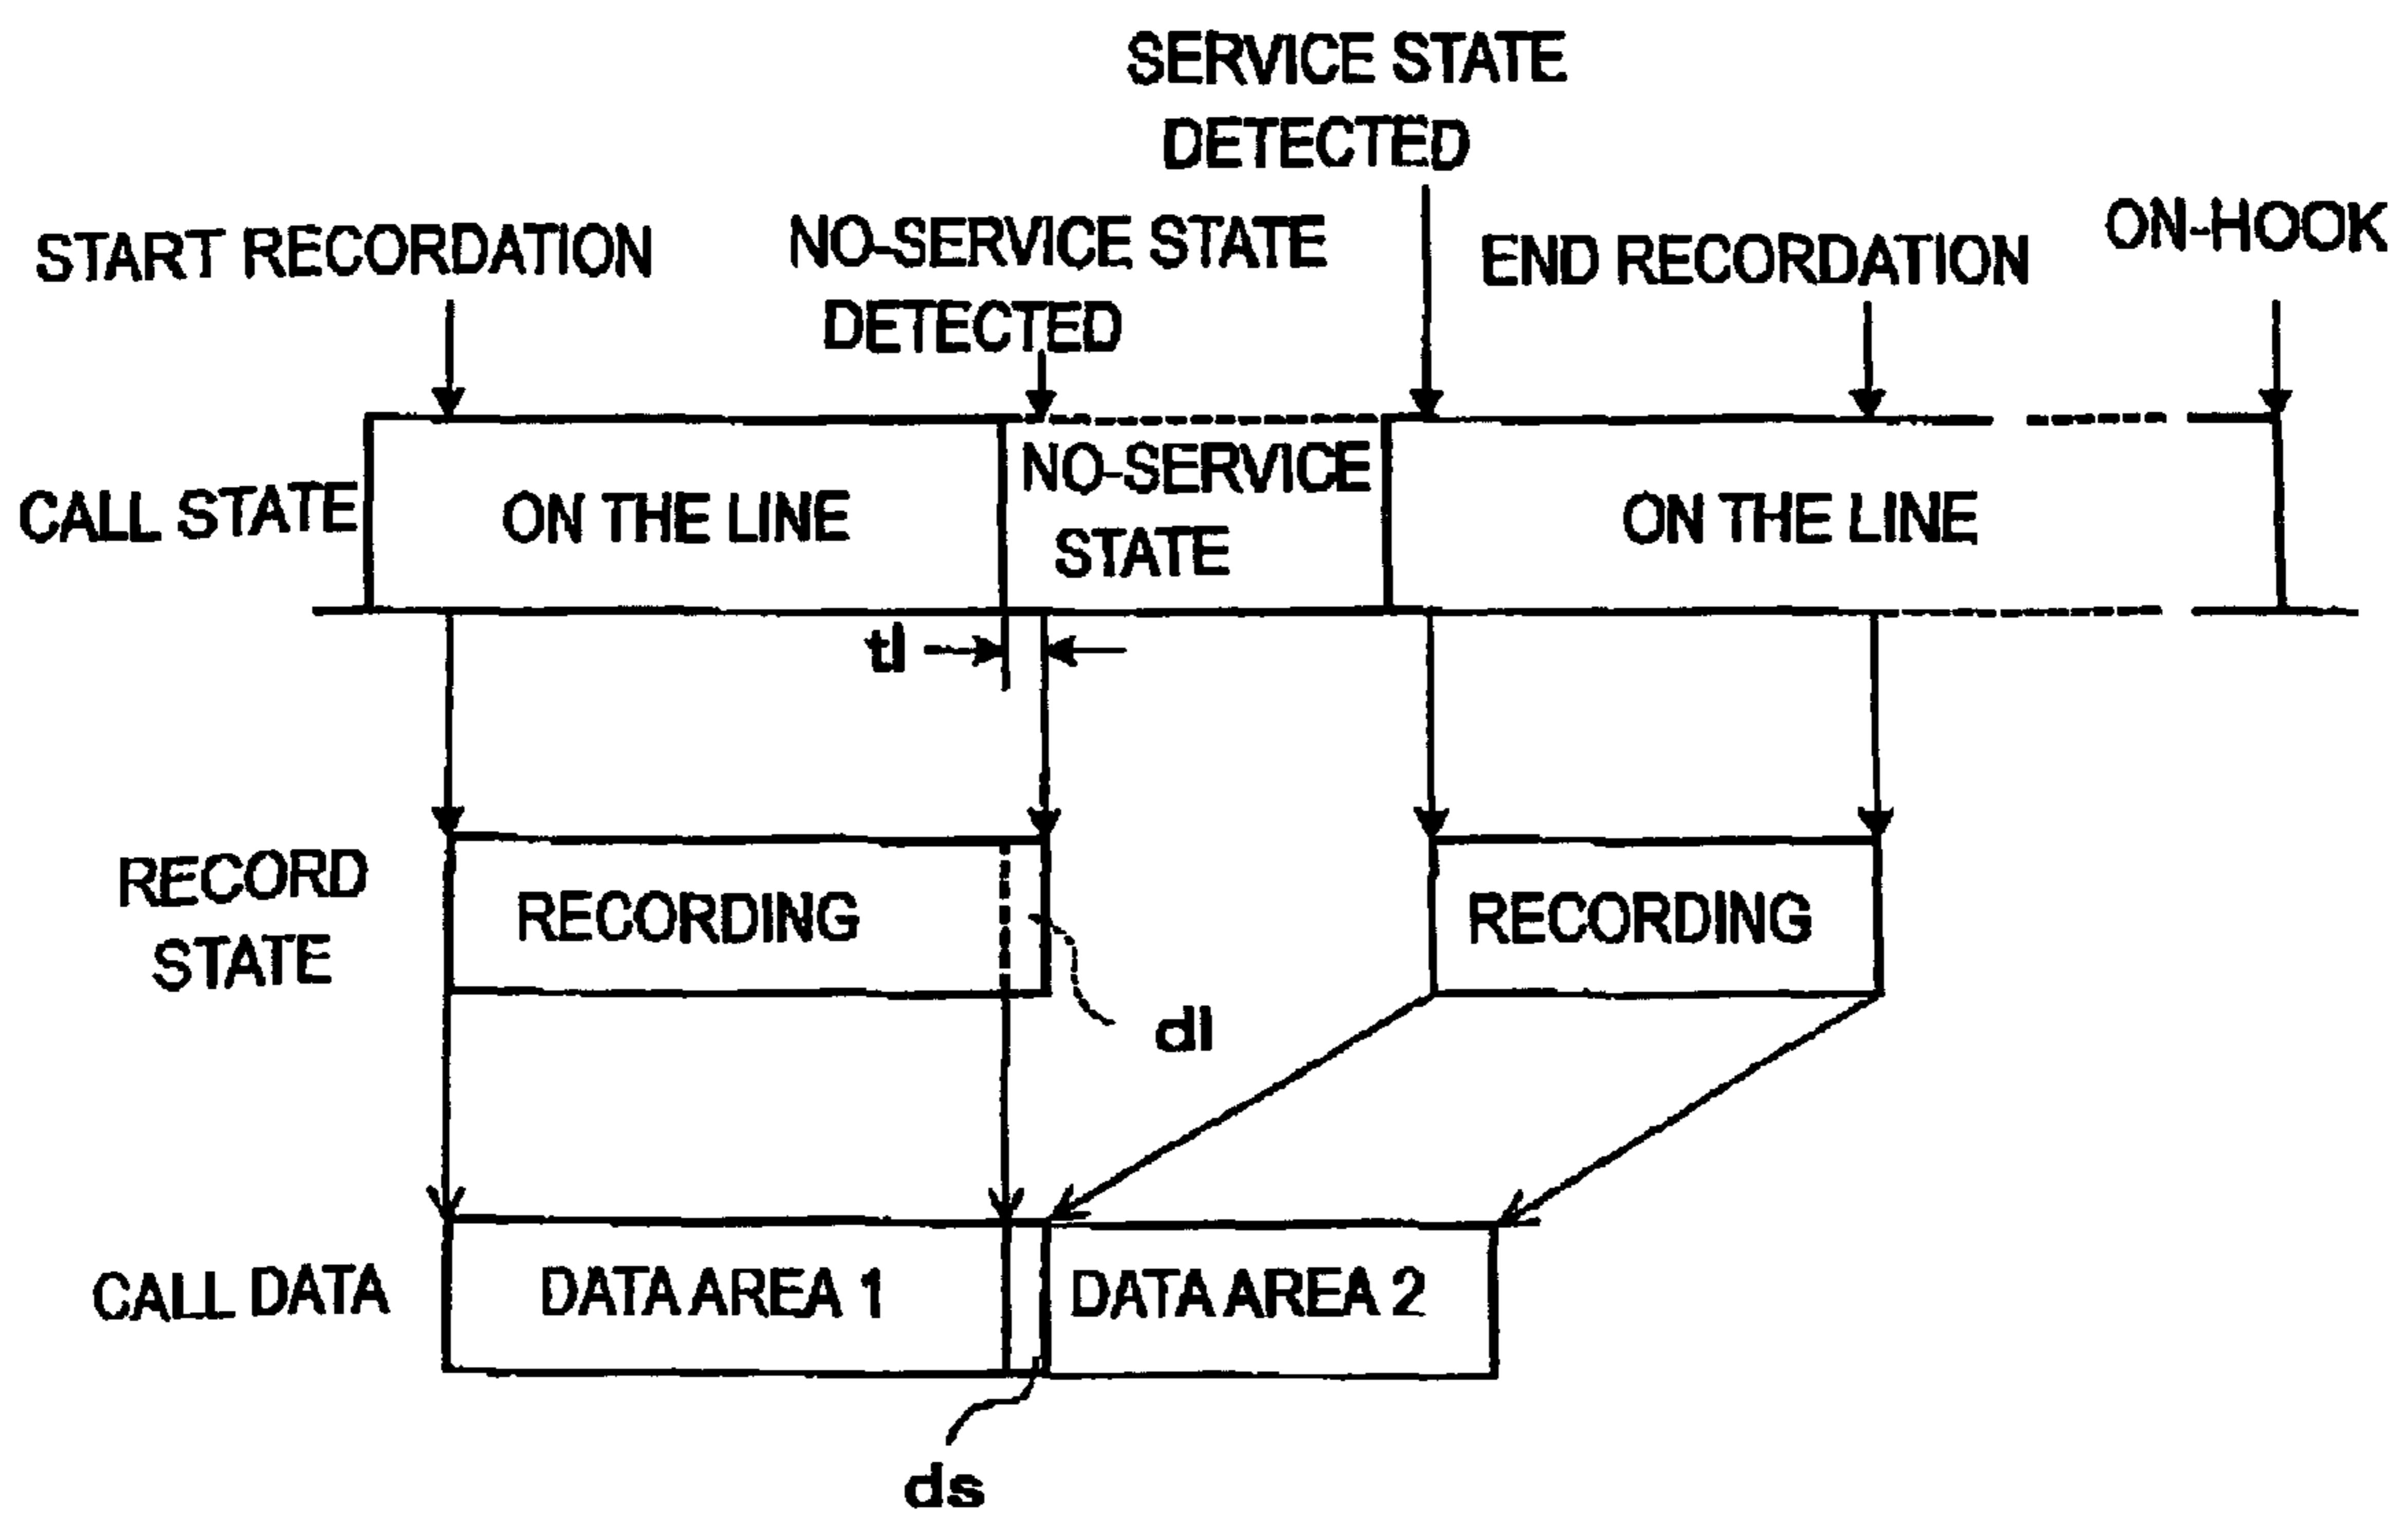 SERVICE STATE
DETECTED
START RECORDATION
NO-SERVICE STATE
DETECTED
END RECORDATION
ON-HOOK
CALL STATE
ON THE LINE
NO-SERVICE
STATE
ON THE LINE
tl
RECORD
STATE
RECORDING
RECORDING
dl
CALL DATA
DATA AREA 1
DATA AREA 2
ds